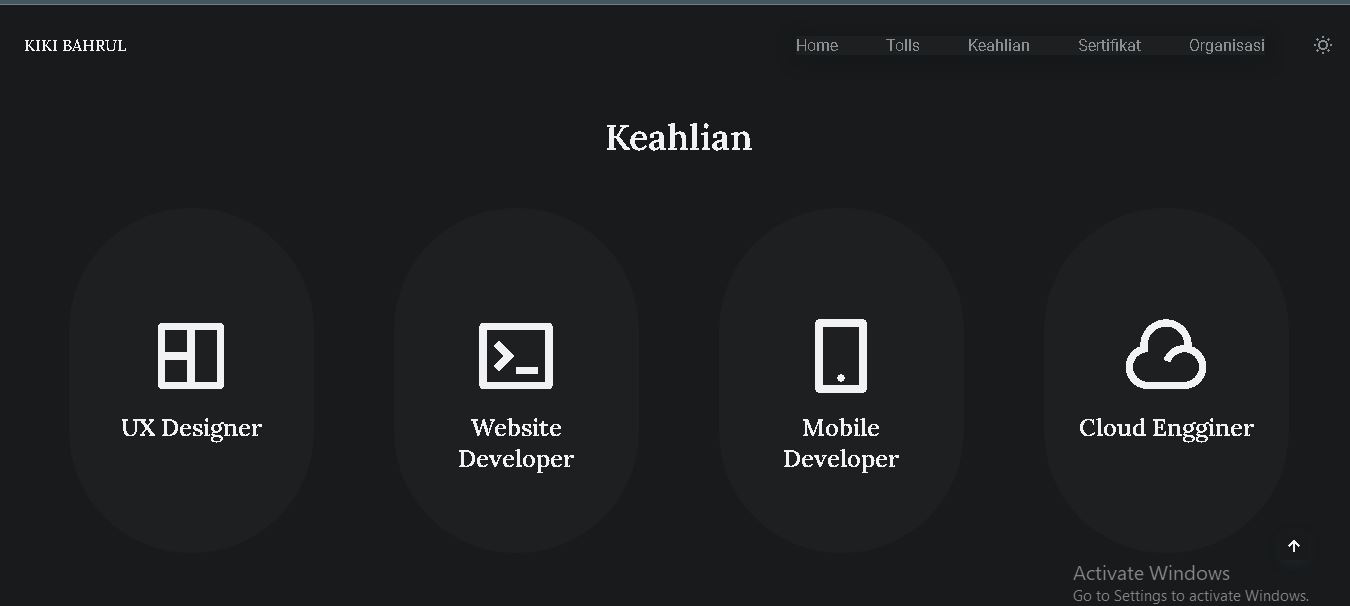 KIKI BAHRUL
Home Tolls Keahlian Sertifikat Organisasi
Keahlian
UX Designer
Website
Developer
Mobile
Developer
Cloud Engginer
Activate Windows
Go to Settings to activate Windows.